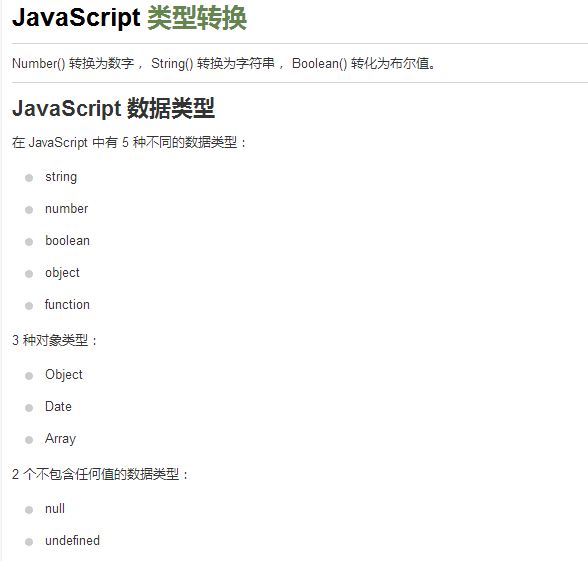 JavaScript 类型转换
Number() 转换为数字， String() 转换为字符串， Boolean() 转化为布尔值。
JavaScript 数据类型
在 JavaScript 中有 5 种不同的数据类型：
string
number
boolean
object
function
3 种对象类型：
Object
Date
Array
2 个不包含任何值的数据类型：
null
undefined